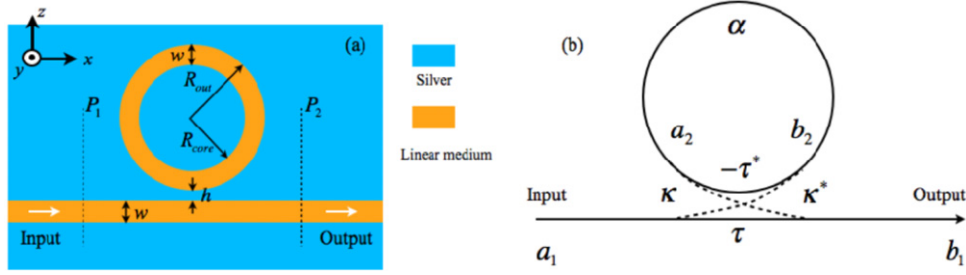 z
(a)
w
x
y
R_out
P_1
P_2
R_core
h
w
Input
Output
Silver
Linear medium
(b)
α
a_2
b_2
-τ*
Input
κ
κ*
Output
τ
a_1
b_1